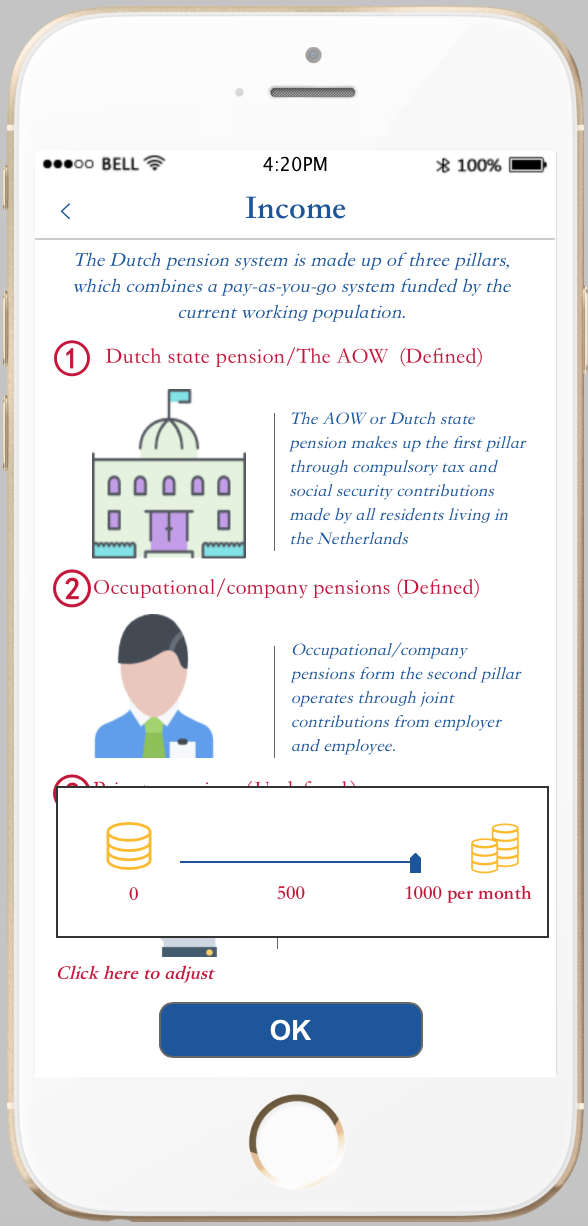 BELL 4:20PM 100%
Income
The Dutch pension system is made up of three pillars,
which combines a pay-as-you-go system funded by the
current working population.
1 Dutch state pension/The AOW (Defined)
The AOW or Dutch state
pension makes up the first pillar
through compulsory tax and
social security contributions
made by all residents living in
the Netherlands
2 Occupational/company pensions (Defined)
Occupational/company
pensions form the second pillar
operates through joint
contributions from employer
and employee.
0 500 1000 per month
Click here to adjust
OK